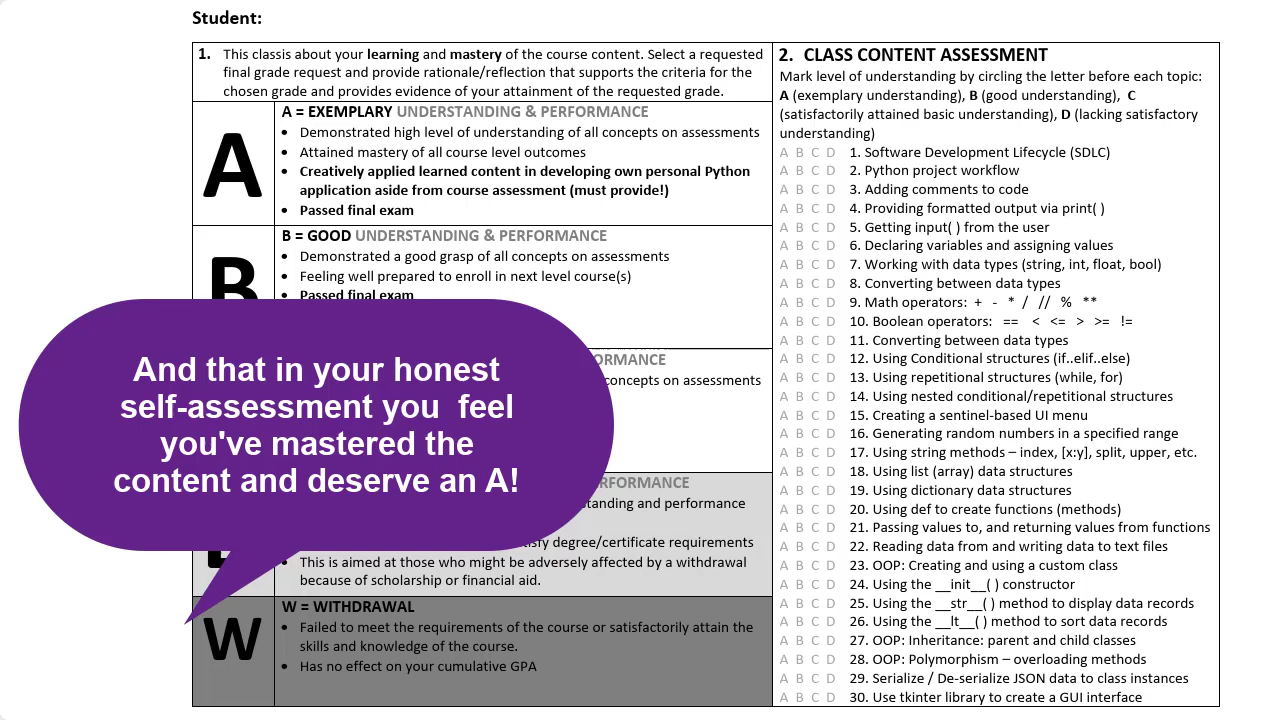 Student:
1. This classis about your learning and mastery of the course content. Select a requested
final grade request and provide rationale/reflection that supports the criteria for the
chosen grade and provides evidence of your attainment of the requested grade.
A
A = EXEMPLARY UNDERSTANDING & PERFORMANCE
• Demonstrated high level of understanding of all concepts on assessments
• Attained mastery of all course level outcomes
• Creatively applied learned content in developing own personal Python
application aside from course assessment (must provide!)
• Passed final exam
B
B = GOOD UNDERSTANDING & PERFORMANCE
• Demonstrated a good grasp of all concepts on assessments
• Feeling well prepared to enroll in next level course(s)
• Passed final exam
concepts on assessments
And that in your honest
self-assessment you  feel
you've mastered the
content and deserve an A!
and performance
degree/certificate requirements
• This is aimed at those who might be adversely affected by a withdrawal
because of scholarship or financial aid.
W
W = WITHDRAWAL
• Failed to meet the requirements of the course or satisfactorily attain the
skills and knowledge of the course.
• Has no effect on your cumulative GPA
2. CLASS CONTENT ASSESSMENT
Mark level of understanding by circling the letter before each topic:
A (exemplary understanding), B (good understanding), C
(satisfactorily attained basic understanding), D (lacking satisfactory
understanding)
A B C D 1. Software Development Lifecycle (SDLC)
A B C D 2. Python project workflow
A B C D 3. Adding comments to code
A B C D 4. Providing formatted output via print( )
A B C D 5. Getting input( ) from the user
A B C D 6. Declaring variables and assigning values
A B C D 7. Working with data types (string, int, float, bool)
A B C D 8. Converting between data types
A B C D 9. Math operators: + - * / // % **
A B C D 10. Boolean operators: == < <= > >= !=
A B C D 11. Converting between data types
A B C D 12. Using Conditional structures (if..elif..else)
A B C D 13. Using repetitional structures (while, for)
A B C D 14. Using nested conditional/repetitional structures
A B C D 15. Creating a sentinel-based UI menu
A B C D 16. Generating random numbers in a specified range
A B C D 17. Using string methods – index, [x:y], split, upper, etc.
A B C D 18. Using list (array) data structures
A B C D 19. Using dictionary data structures
A B C D 20. Using def to create functions (methods)
A B C D 21. Passing values to, and returning values from functions
A B C D 22. Reading data from and writing data to text files
A B C D 23. OOP: Creating and using a custom class
A B C D 24. Using the __init__( ) constructor
A B C D 25. Using the __str__( ) method to display data records
A B C D 26. Using the __lt__( ) method to sort data records
A B C D 27. OOP: Inheritance: parent and child classes
A B C D 28. OOP: Polymorphism – overloading methods
A B C D 29. Serialize / De-serialize JSON data to class instances
A B C D 30. Use tkinter library to create a GUI interface